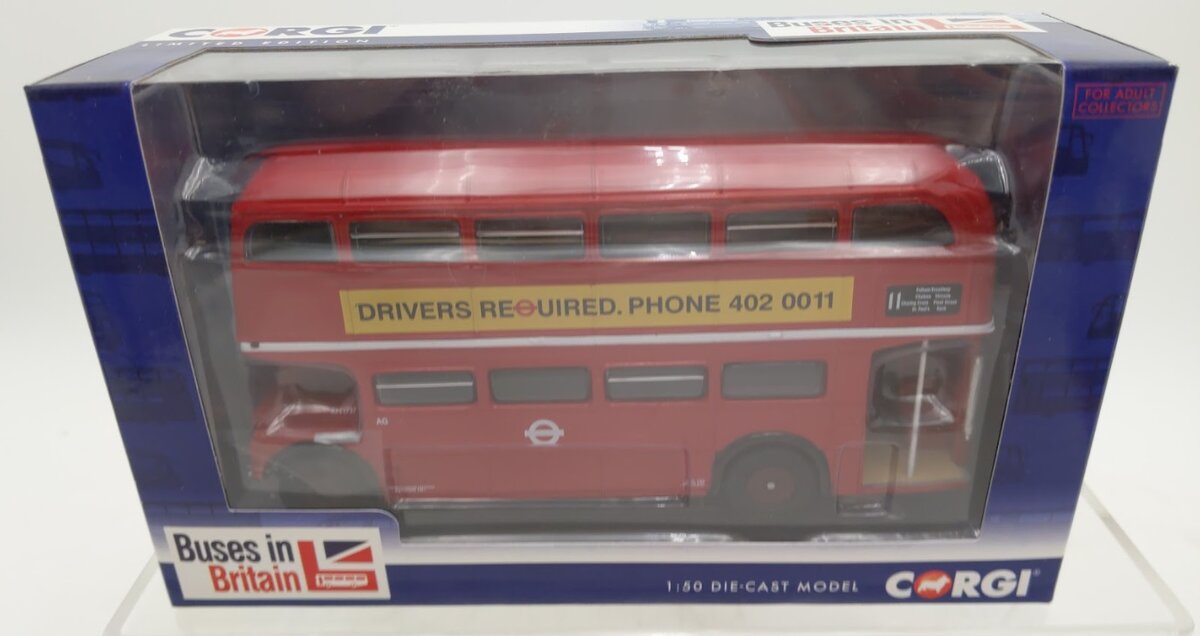 CORGI
LIMITED EDITION
Buses in
Britain
FOR ADULT
COLLECTORS
DRIVERS REQUIRED. PHONE 402 0011
11
AG
Buses in
Britain
1:50 DIE-CAST MODEL
CORGI